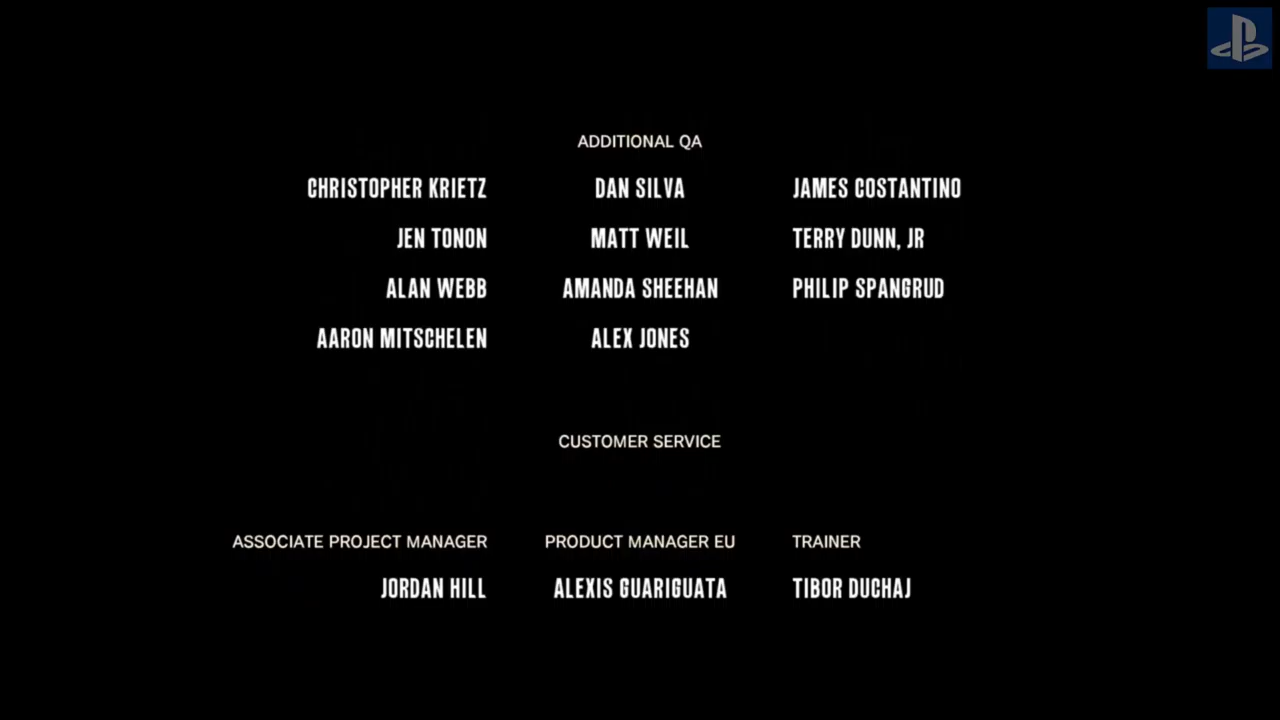 ADDITIONAL QA
CHRISTOPHER KRIETZ DAN SILVA JAMES COSTANTINO
JEN TONON MATT WEIL TERRY DUNN, JR
ALAN WEBB AMANDA SHEEHAN PHILIP SPANGRUD
AARON MITSCHELEN ALEX JONES
CUSTOMER SERVICE
ASSOCIATE PROJECT MANAGER PRODUCT MANAGER EU TRAINER
JORDAN HILL ALEXIS GUARIGUATA TIBOR DUCHAJ